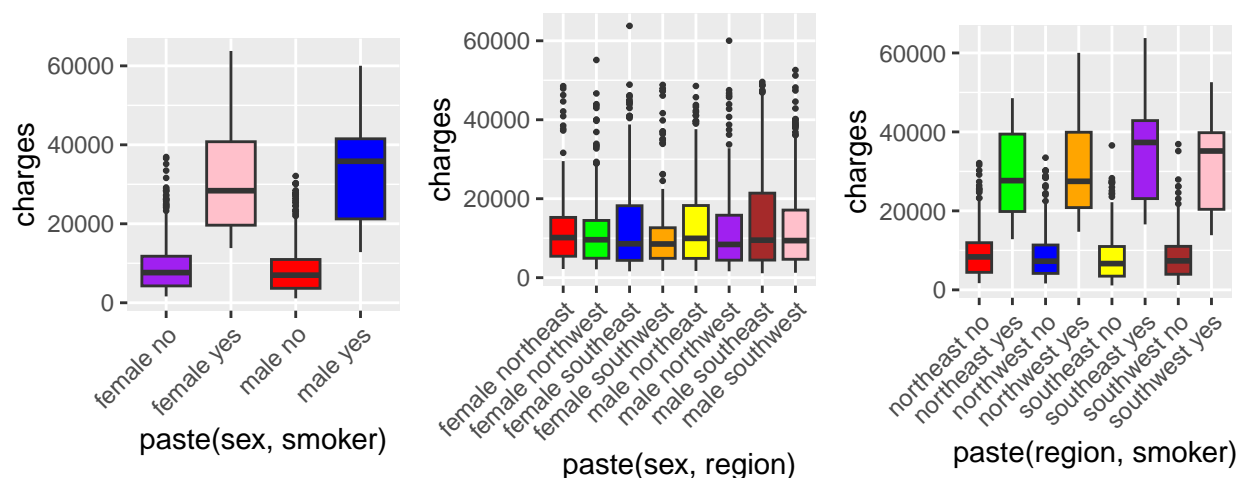 charges
60000
40000
20000
0
female no
female yes
male no
male yes
paste(sex, smoker)
charges
60000
40000
20000
0
female northeast
female northwest
female southeast
female southwest
male northeast
male northwest
male southeast
male southwest
paste(sex, region)
charges
60000
40000
20000
0
northeast no
northeast yes
northwest no
northwest yes
southeast no
southeast yes
southwest no
southwest yes
paste(region, smoker)